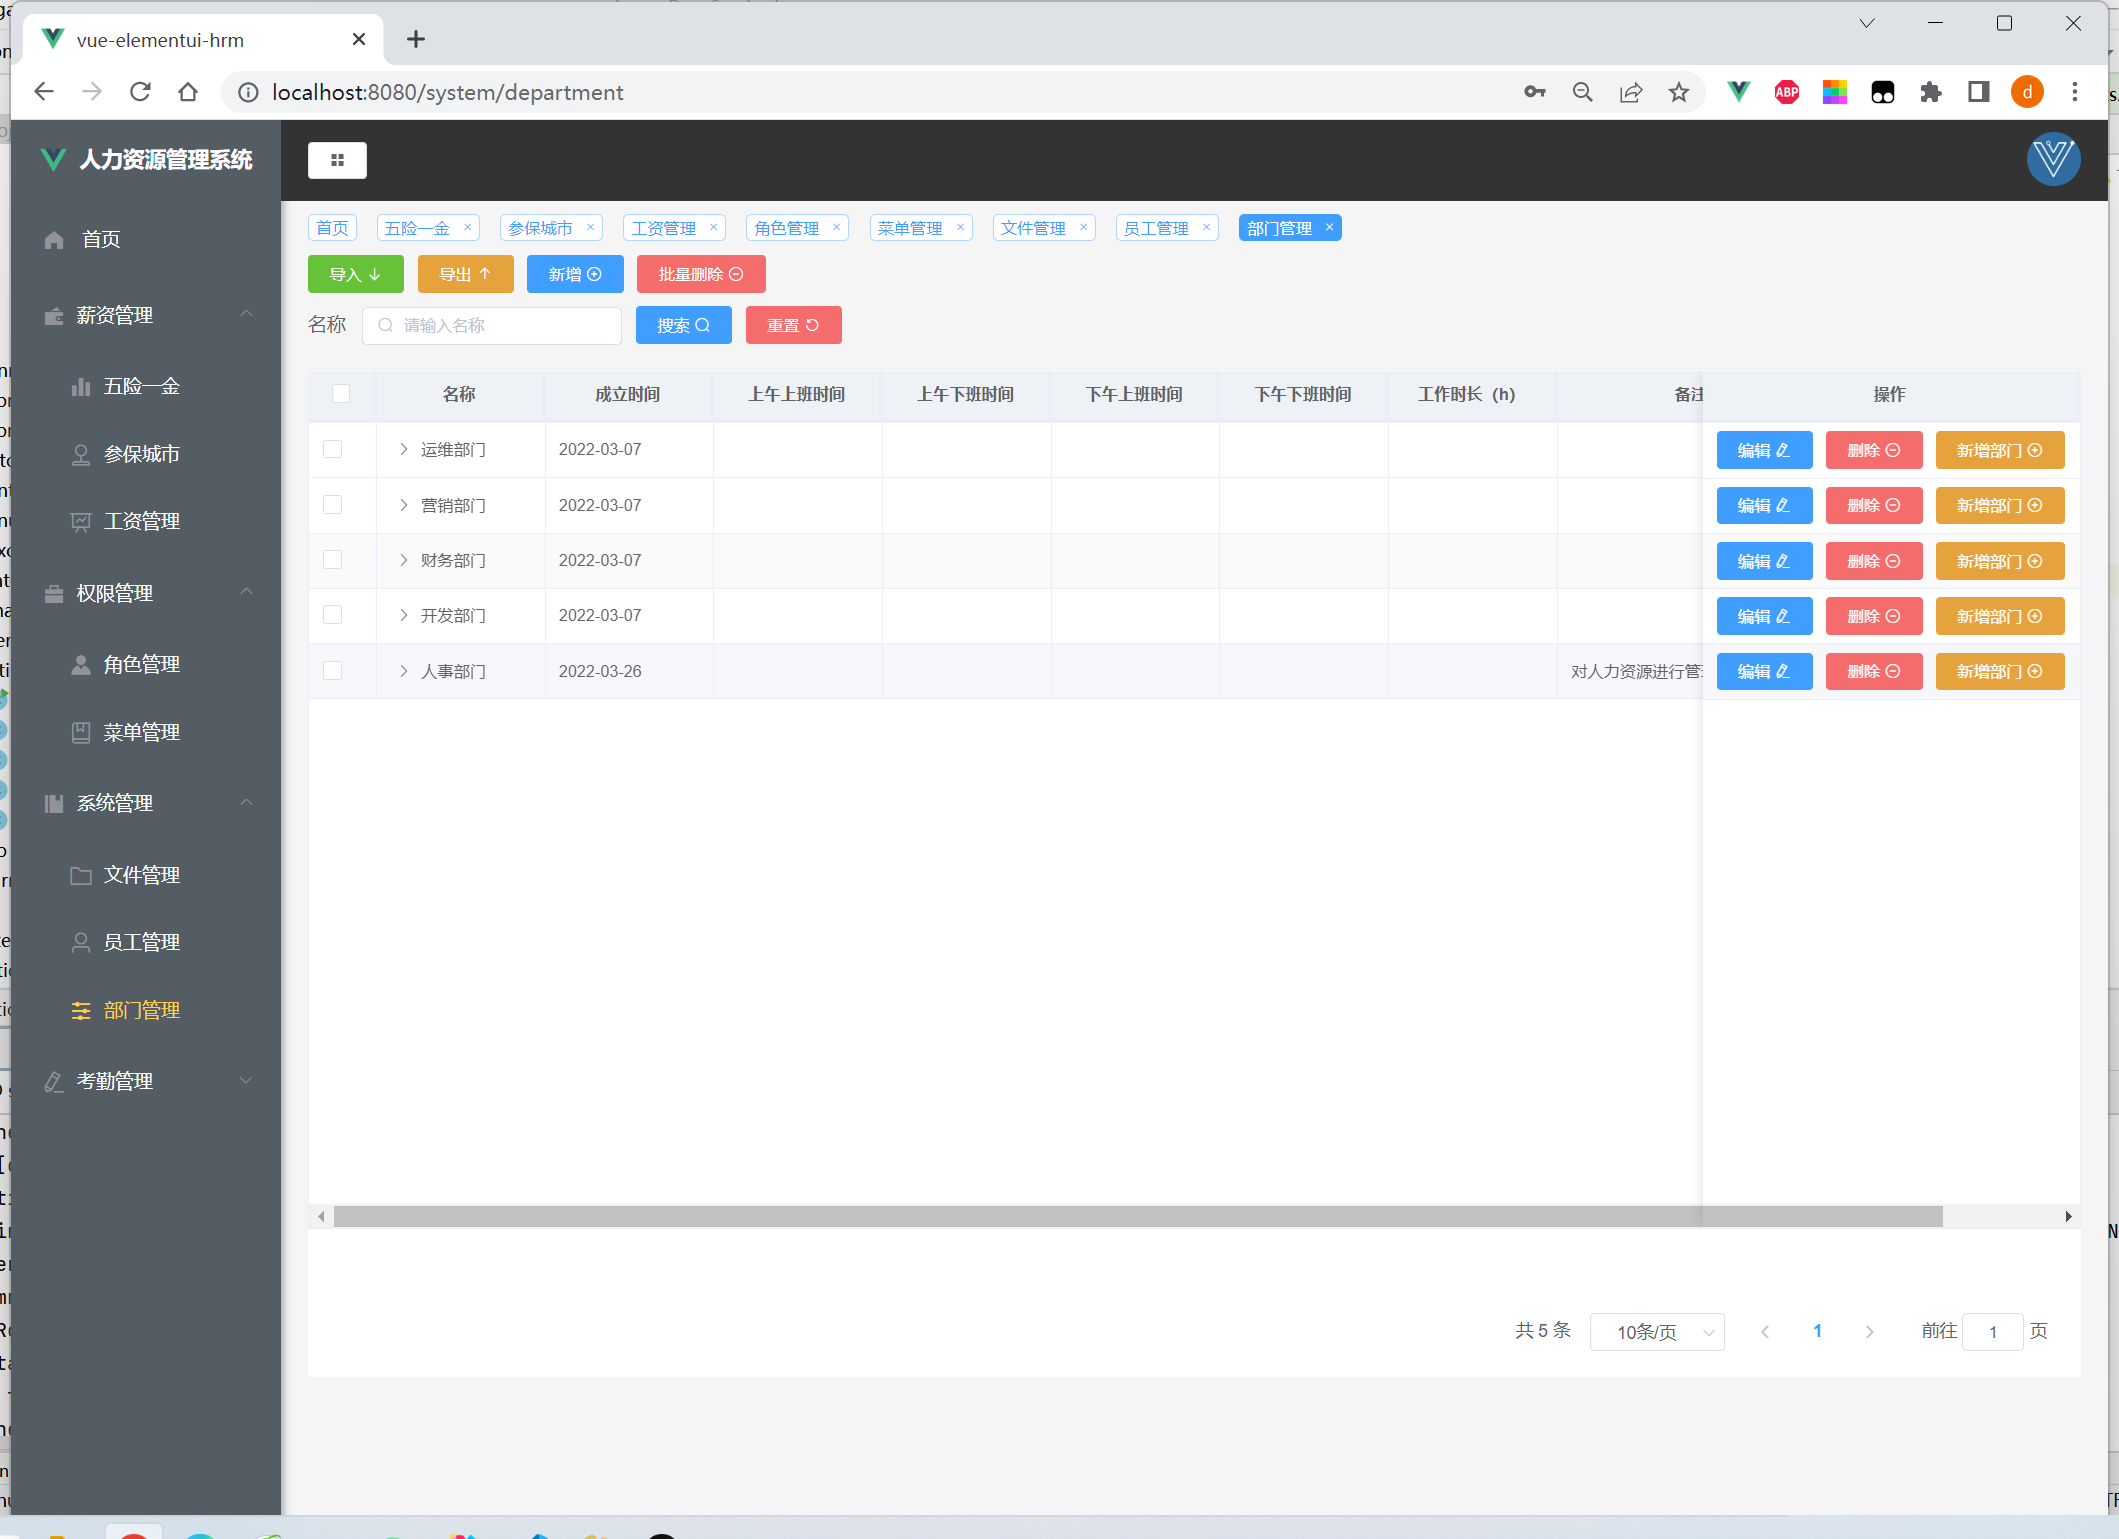 vue-elementui-hrm
localhost:8080/system/department
ABP
d
人力资源管理系统
首页
薪资管理
五险一金
参保城市
工资管理
权限管理
角色管理
菜单管理
系统管理
文件管理
员工管理
部门管理
考勤管理
首页 五险一金 参保城市 工资管理 角色管理 菜单管理 文件管理 员工管理 部门管理
导入 导出 新增 批量删除
名称 请输入名称 搜索 重置
名称 成立时间 上午上班时间 上午下班时间 下午上班时间 下午下班时间 工作时长（h） 备注 操作
运维部门 2022-03-07 编辑 删除 新增部门
营销部门 2022-03-07 编辑 删除 新增部门
财务部门 2022-03-07 编辑 删除 新增部门
开发部门 2022-03-07 编辑 删除 新增部门
人事部门 2022-03-26 对人力资源进行管 编辑 删除 新增部门
共 5 条 10条/页 1 前往 1 页